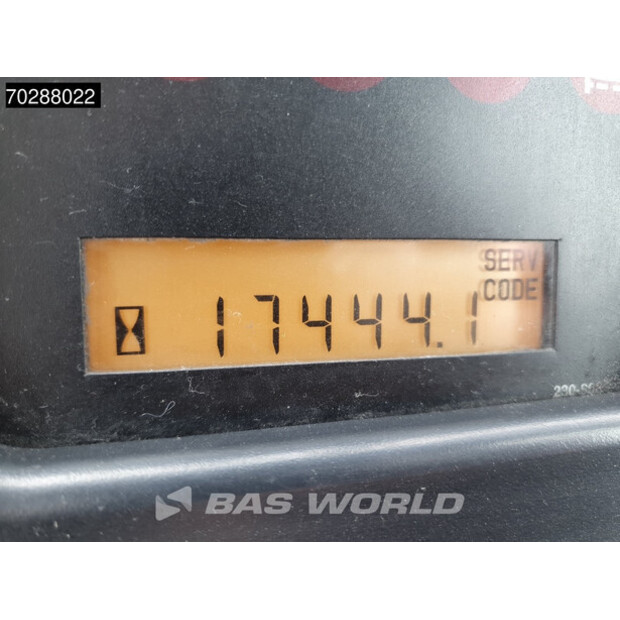 70288022
SERV
CODE
17444.1
BAS WORLD